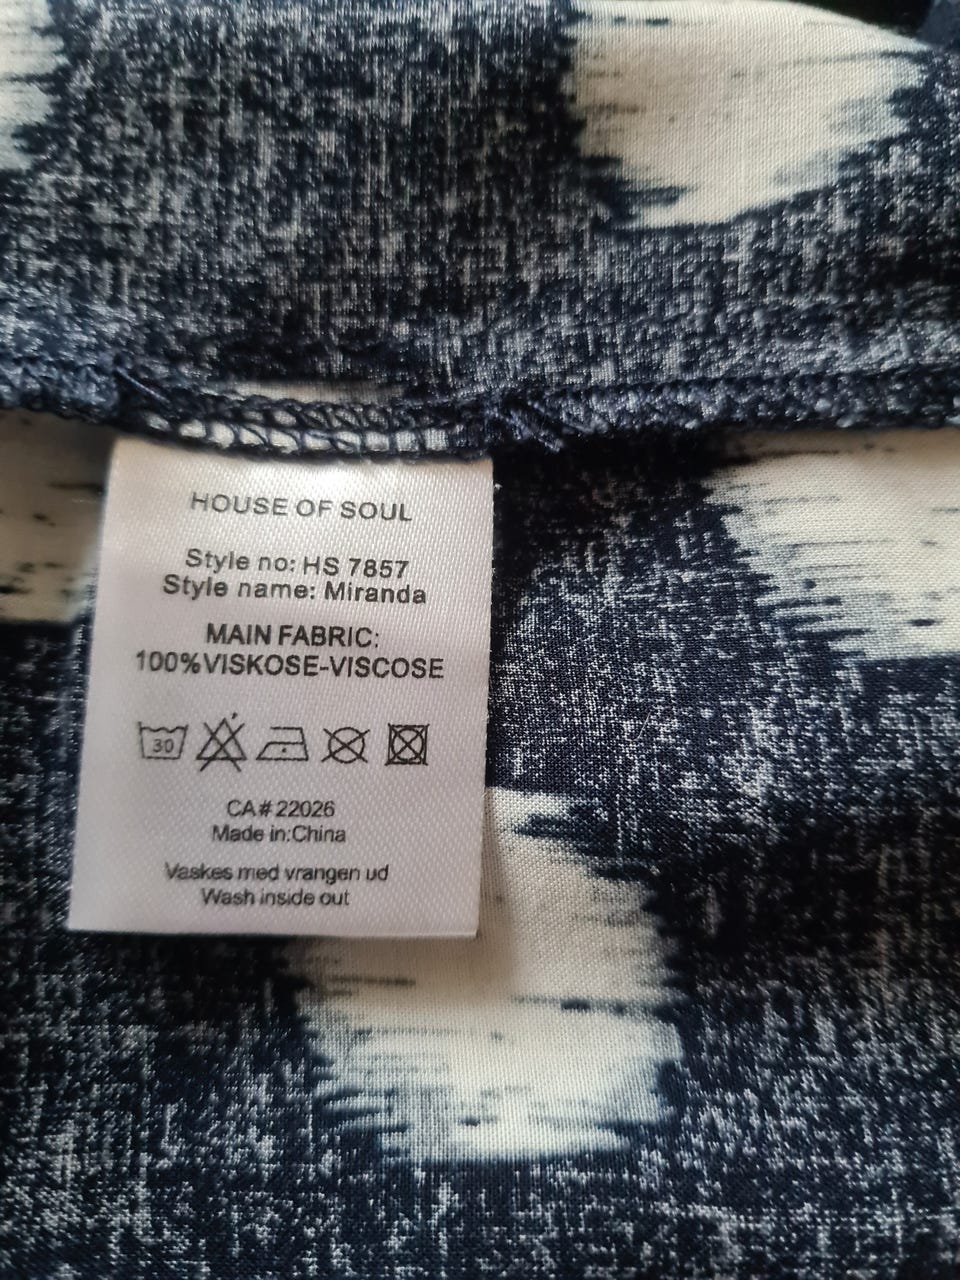 HOUSE OF SOUL
Style no: HS 7857
Style name: Miranda
MAIN FABRIC:
100%VISKOSE-VISCOSE
30
CA#22026
Made in:China
Vaskes med vrangen ud
Wash inside out